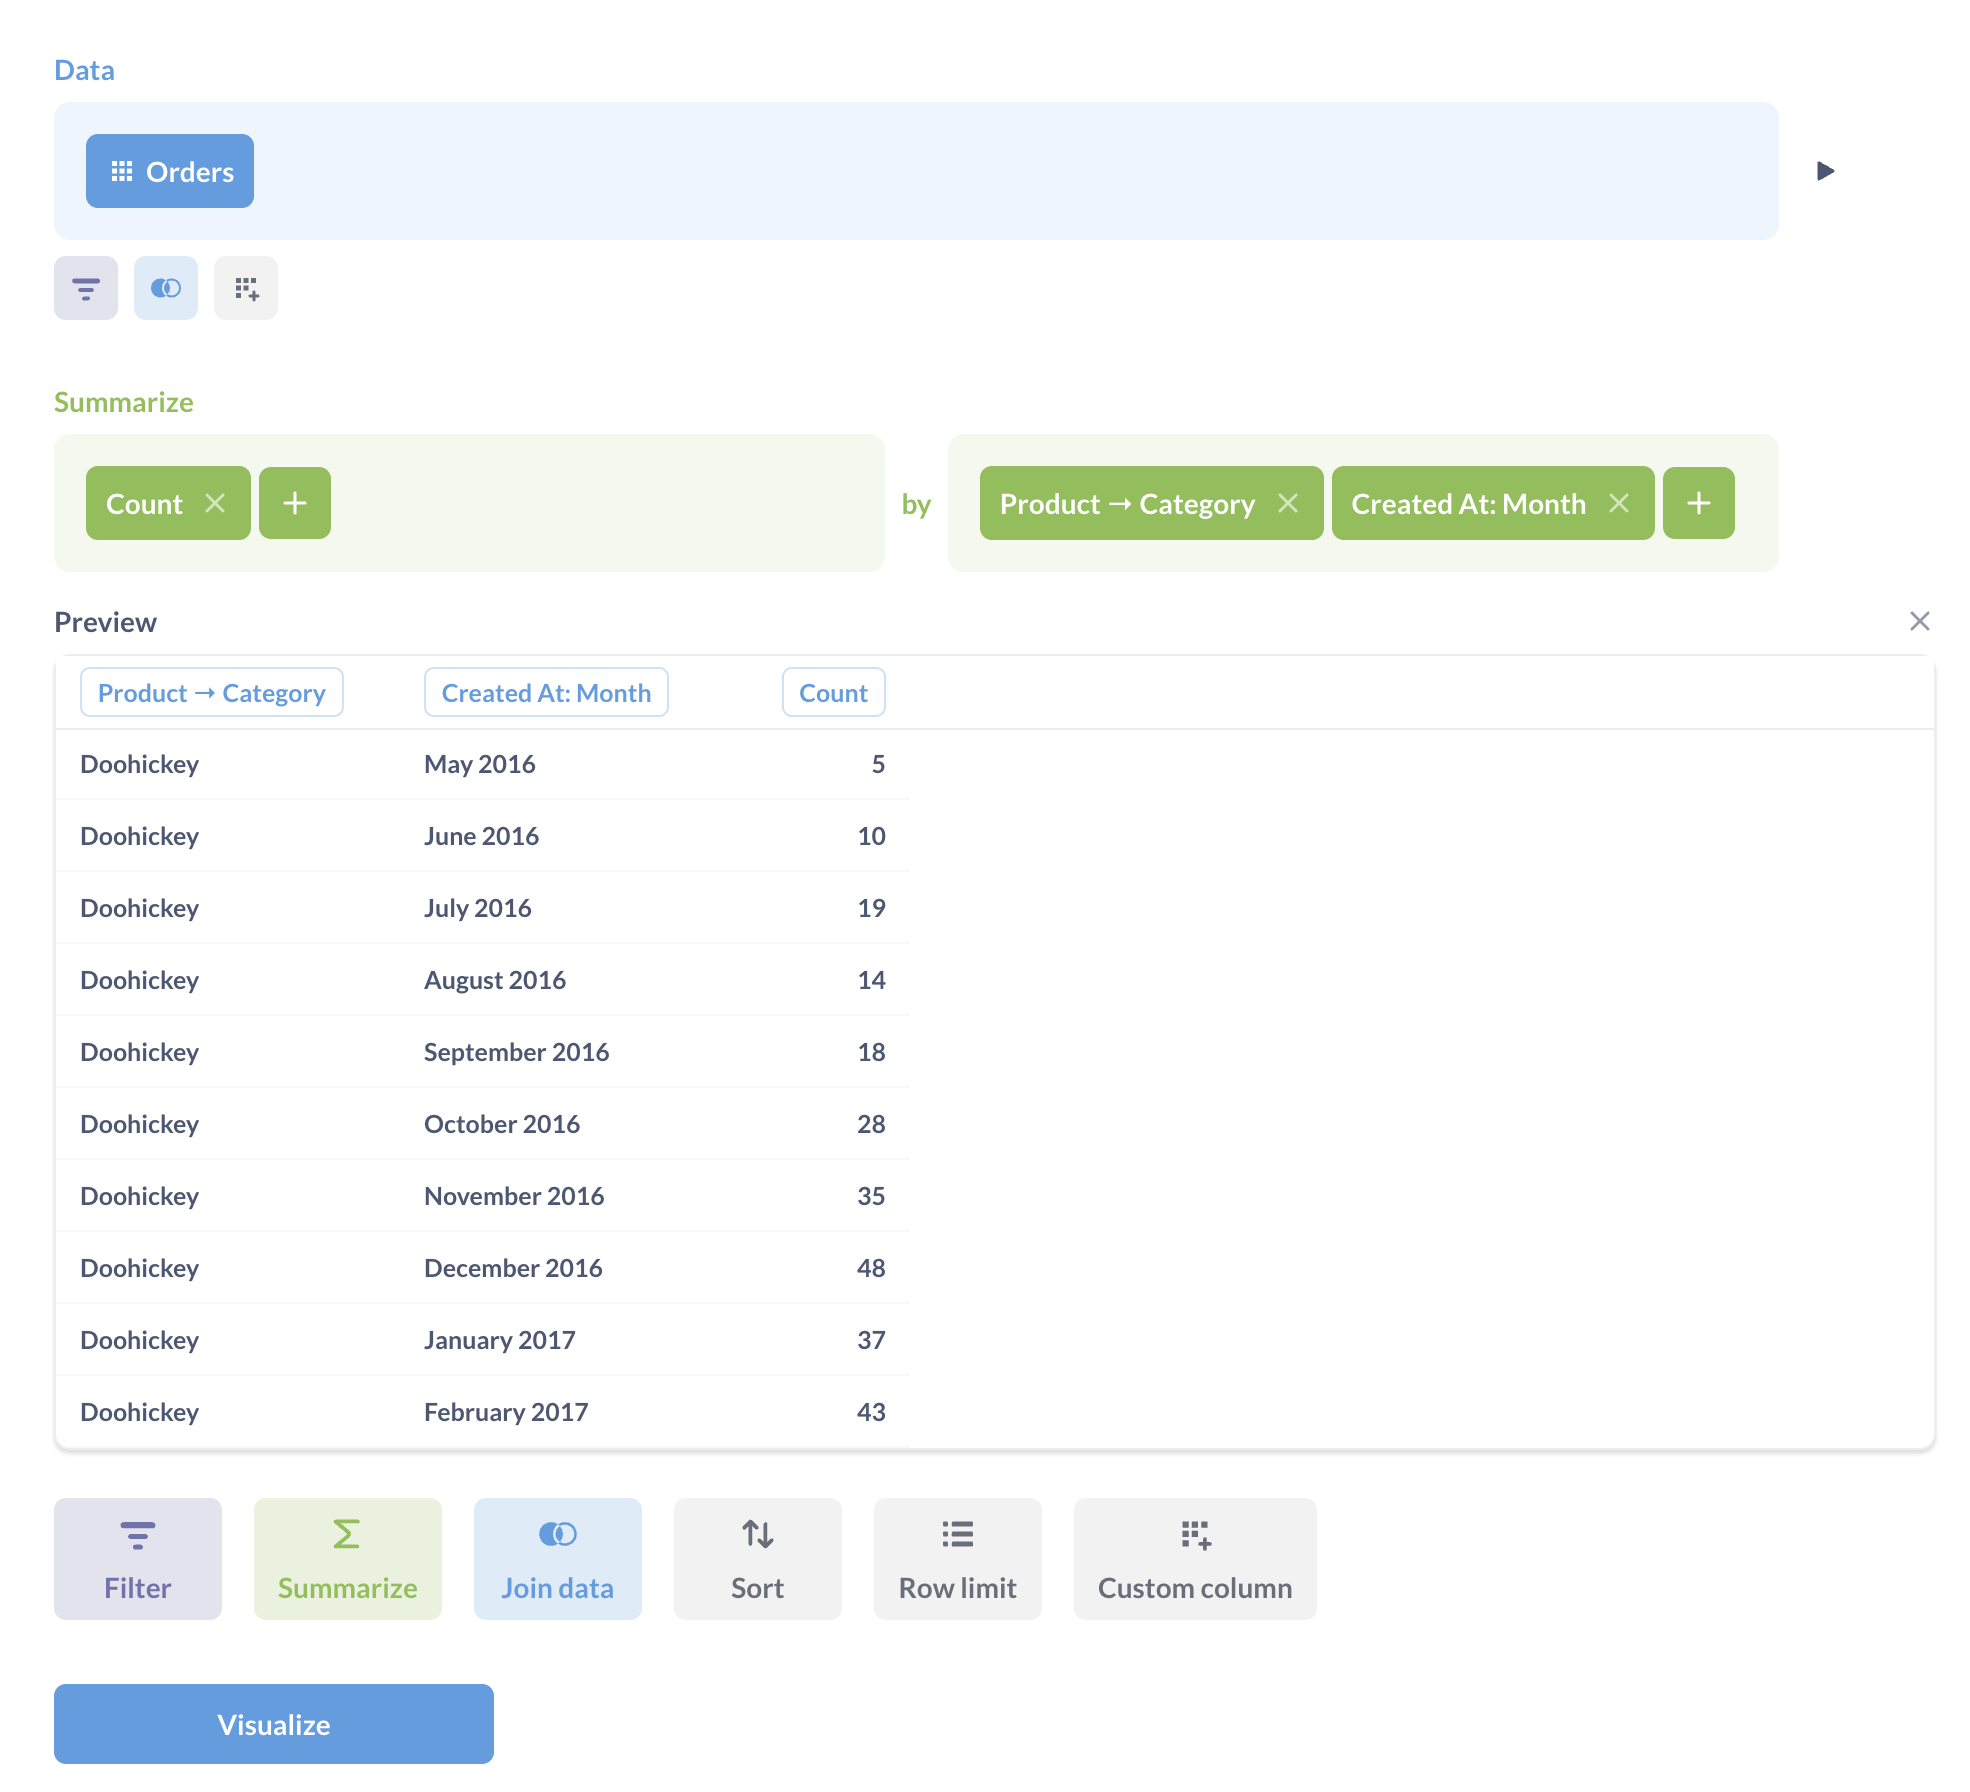 Data
Orders
Summarize
Count by Product → Category Created At: Month
Preview
Product → Category Created At: Month Count
Doohickey May 2016 5
Doohickey June 2016 10
Doohickey July 2016 19
Doohickey August 2016 14
Doohickey September 2016 18
Doohickey October 2016 28
Doohickey November 2016 35
Doohickey December 2016 48
Doohickey January 2017 37
Doohickey February 2017 43
Filter Summarize Join data Sort Row limit Custom column
Visualize